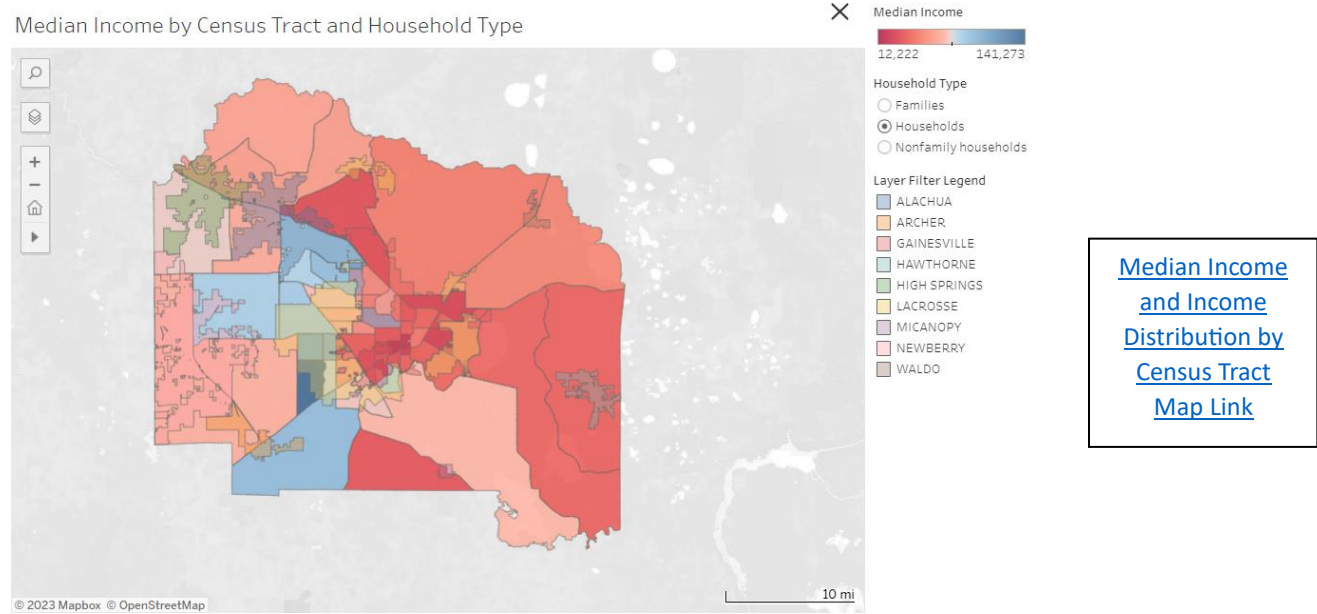 Median Income by Census Tract and Household Type
Median Income
12,222 141,273
Household Type
Families
Households
Nonfamily households
Layer Filter Legend
ALACHUA
ARCHER
GAINESVILLE
HAWTHORNE
HIGH SPRINGS
LACROSSE
MICANOPY
NEWBERRY
WALDO
© 2023 Mapbox © OpenStreetMap
10 mi
Median Income
and Income
Distribution by
Census Tract
Map Link